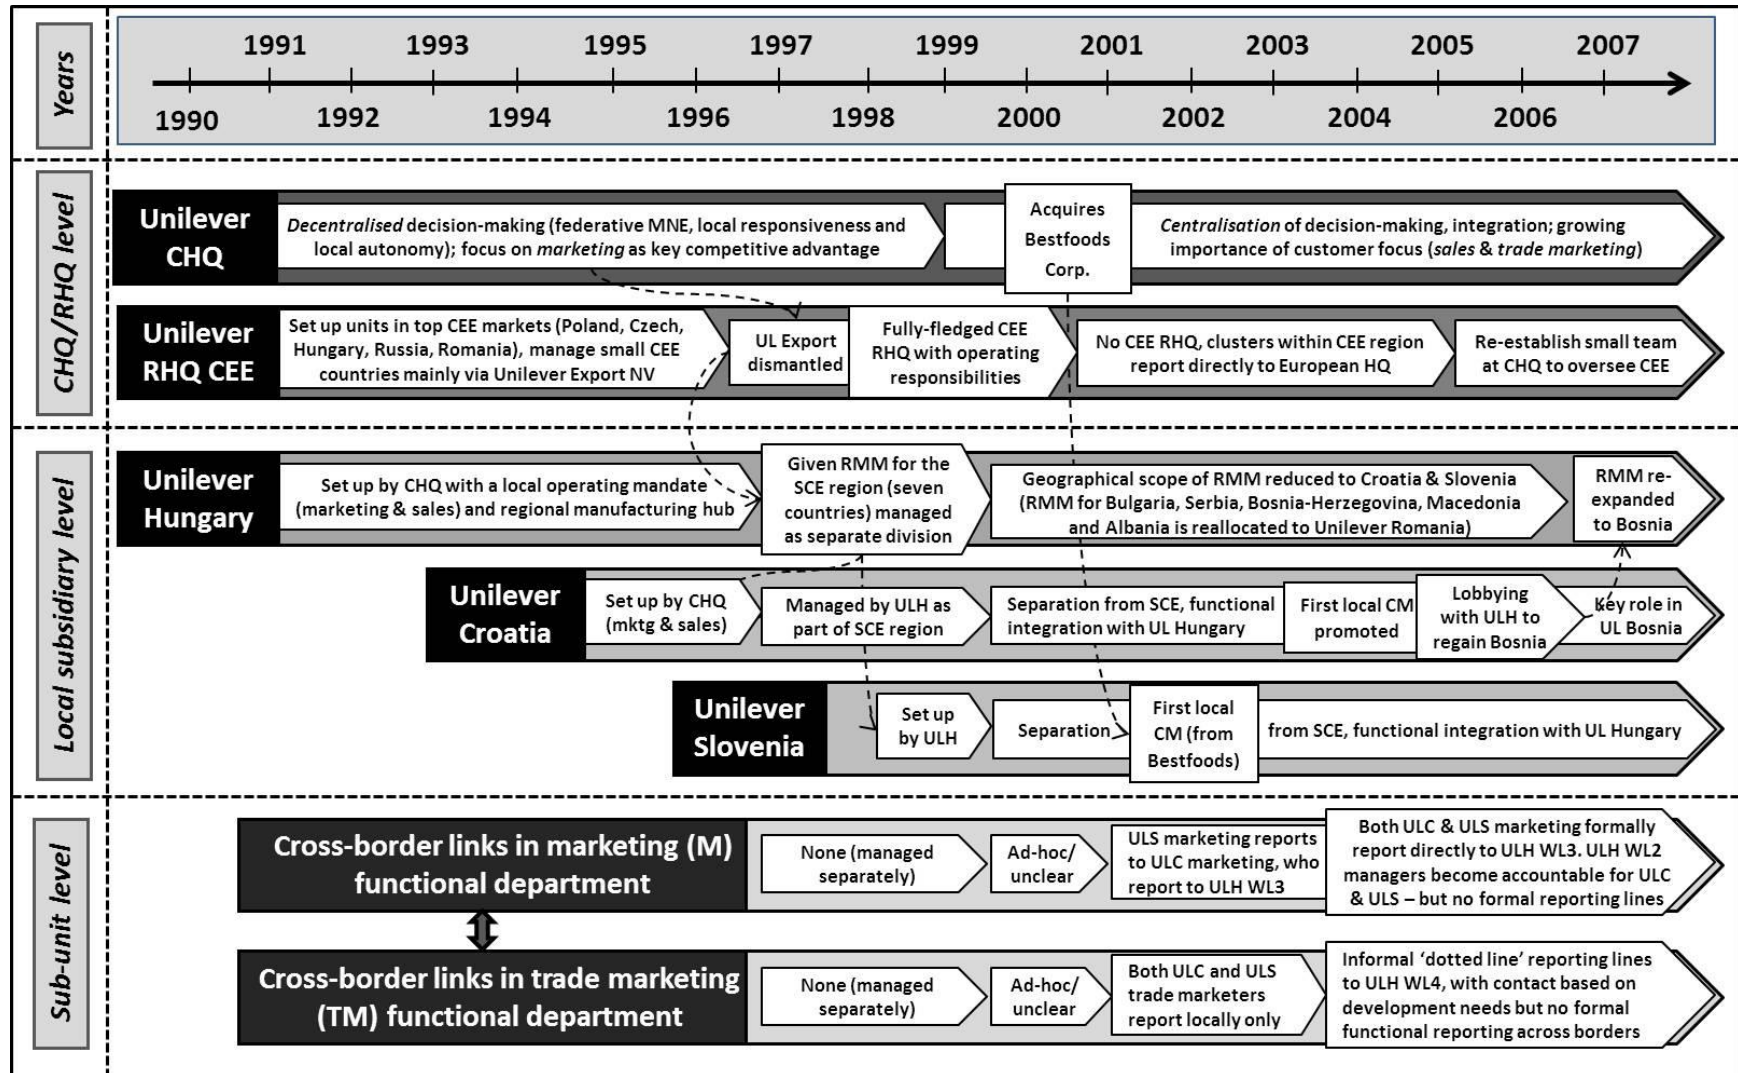 Years
1991 1993 1995 1997 1999 2001 2003 2005 2007
1990 1992 1994 1996 1998 2000 2002 2004 2006
CHQ/RHQ level
Unilever
CHQ
Decentralised decision-making (federative MNE, local responsiveness and
local autonomy); focus on marketing as key competitive advantage
Acquires
Bestfoods
Corp.
Centralisation of decision-making, integration; growing
importance of customer focus (sales & trade marketing)
Unilever
RHQ CEE
Set up units in top CEE markets (Poland, Czech,
Hungary, Russia, Romania), manage small CEE
countries mainly via Unilever Export NV
UL Export
dismantled
Fully-fledged CEE
RHQ with operating
responsibilities
No CEE RHQ, clusters within CEE region
report directly to European HQ
Re-establish small team
at CHQ to oversee CEE
Local subsidiary level
Unilever
Hungary
Set up by CHQ with a local operating mandate
(marketing & sales) and regional manufacturing hub
Given RMM for the
SCE region (seven
countries) managed
as separate division
Geographical scope of RMM reduced to Croatia & Slovenia
(RMM for Bulgaria, Serbia, Bosnia-Herzegovina, Macedonia
and Albania is reallocated to Unilever Romania)
RMM re-
expanded
to Bosnia
Unilever
Croatia
Set up by CHQ
(mktg & sales)
Managed by ULH as
part of SCE region
Separation from SCE, functional
integration with UL Hungary
First local CM
promoted
Lobbying
with ULH to
regain Bosnia
Key role in
UL Bosnia
Unilever
Slovenia
Set up
by ULH
Separation
First local
CM (from
Bestfoods)
from SCE, functional integration with UL Hungary
Sub-unit level
Cross-border links in marketing (M)
functional department
None (managed
separately)
Ad-hoc/
unclear
ULS marketing reports
to ULC marketing, who
report to ULH WL3
Both ULC & ULS marketing formally
report directly to ULH WL3. ULH WL2
managers become accountable for ULC
& ULS – but no formal reporting lines
Cross-border links in trade marketing
(TM) functional department
None (managed
separately)
Ad-hoc/
unclear
Both ULC and ULS
trade marketers
report locally only
Informal ‘dotted line’ reporting lines
to ULH WL4, with contact based on
development needs but no formal
functional reporting across borders